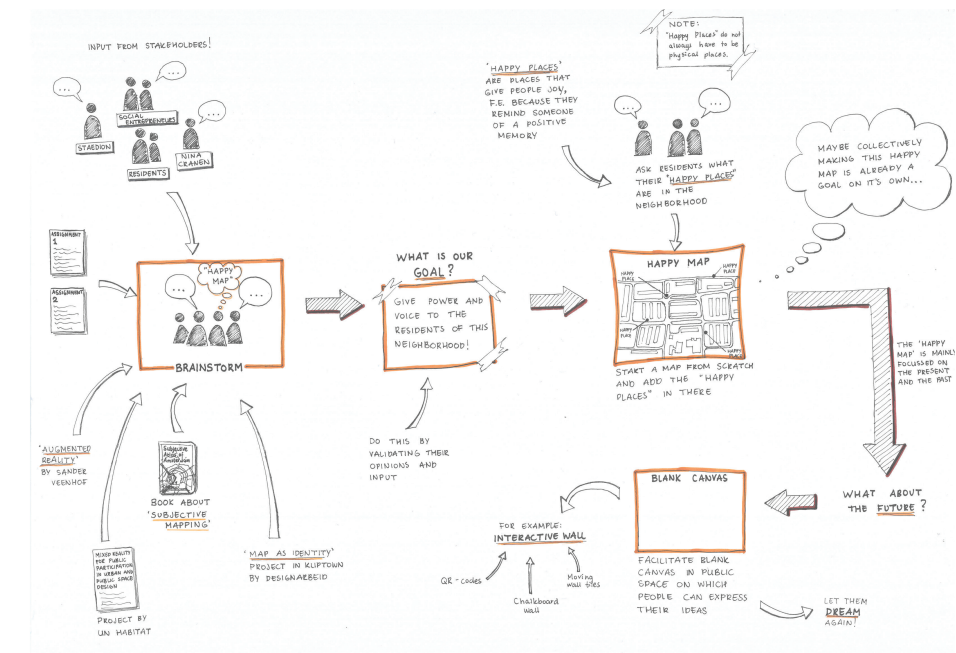 INPUT FROM STAKEHOLDERS!
...
...
...
...
STAEDION
SOCIAL
ENTREPRENEURS
RESIDENTS
NINA
CRANEN
ASSIGNMENT
1
ASSIGNMENT
2
"HAPPY
MAP"
...
...
BRAINSTORM
'AUGMENTED
REALITY'
BY SANDER
VEENHOF
MIXED REALITY
FOR PUBLIC
PARTICIPATION
IN URBAN AND
PUBLIC SPACE
DESIGN
PROJECT BY
UN HABITAT
Subjective
Amsterdam
BOOK ABOUT
'SUBJECTIVE
MAPPING'
'MAP AS IDENTITY'
PROJECT IN KLIPTOWN
BY DESIGNARBEID
WHAT IS OUR
GOAL?
GIVE POWER AND
VOICE TO THE
RESIDENTS OF THIS
NEIGHBORHOOD!
DO THIS BY
VALIDATING THEIR
OPINIONS AND
INPUT
'HAPPY PLACES'
ARE PLACES THAT
GIVE PEOPLE JOY,
F.E. BECAUSE THEY
REMIND SOMEONE
OF A POSITIVE
MEMORY
NOTE:
"Happy Places" do not
always have to be
physical places.
...
...
ASK RESIDENTS WHAT
THEIR "HAPPY PLACES"
ARE IN THE
NEIGHBORHOOD
HAPPY MAP
HAPPY
PLACE
HAPPY
PLACE
HAPPY
PLACE
HAPPY
PLACE
START A MAP FROM SCRATCH
AND ADD THE "HAPPY
PLACES" IN THERE
MAYBE COLLECTIVELY
MAKING THIS HAPPY
MAP IS ALREADY A
GOAL ON IT'S OWN...
THE 'HAPPY
MAP' IS MAINLY
FOCUSSED ON
THE PRESENT
AND THE PAST
WHAT ABOUT
THE FUTURE?
BLANK CANVAS
FACILITATE BLANK
CANVAS IN PUBLIC
SPACE ON WHICH
PEOPLE CAN EXPRESS
THEIR IDEAS
LET THEM
DREAM
AGAIN!
FOR EXAMPLE:
INTERACTIVE WALL
QR-codes
Chalkboard
wall
Moving
wall tiles